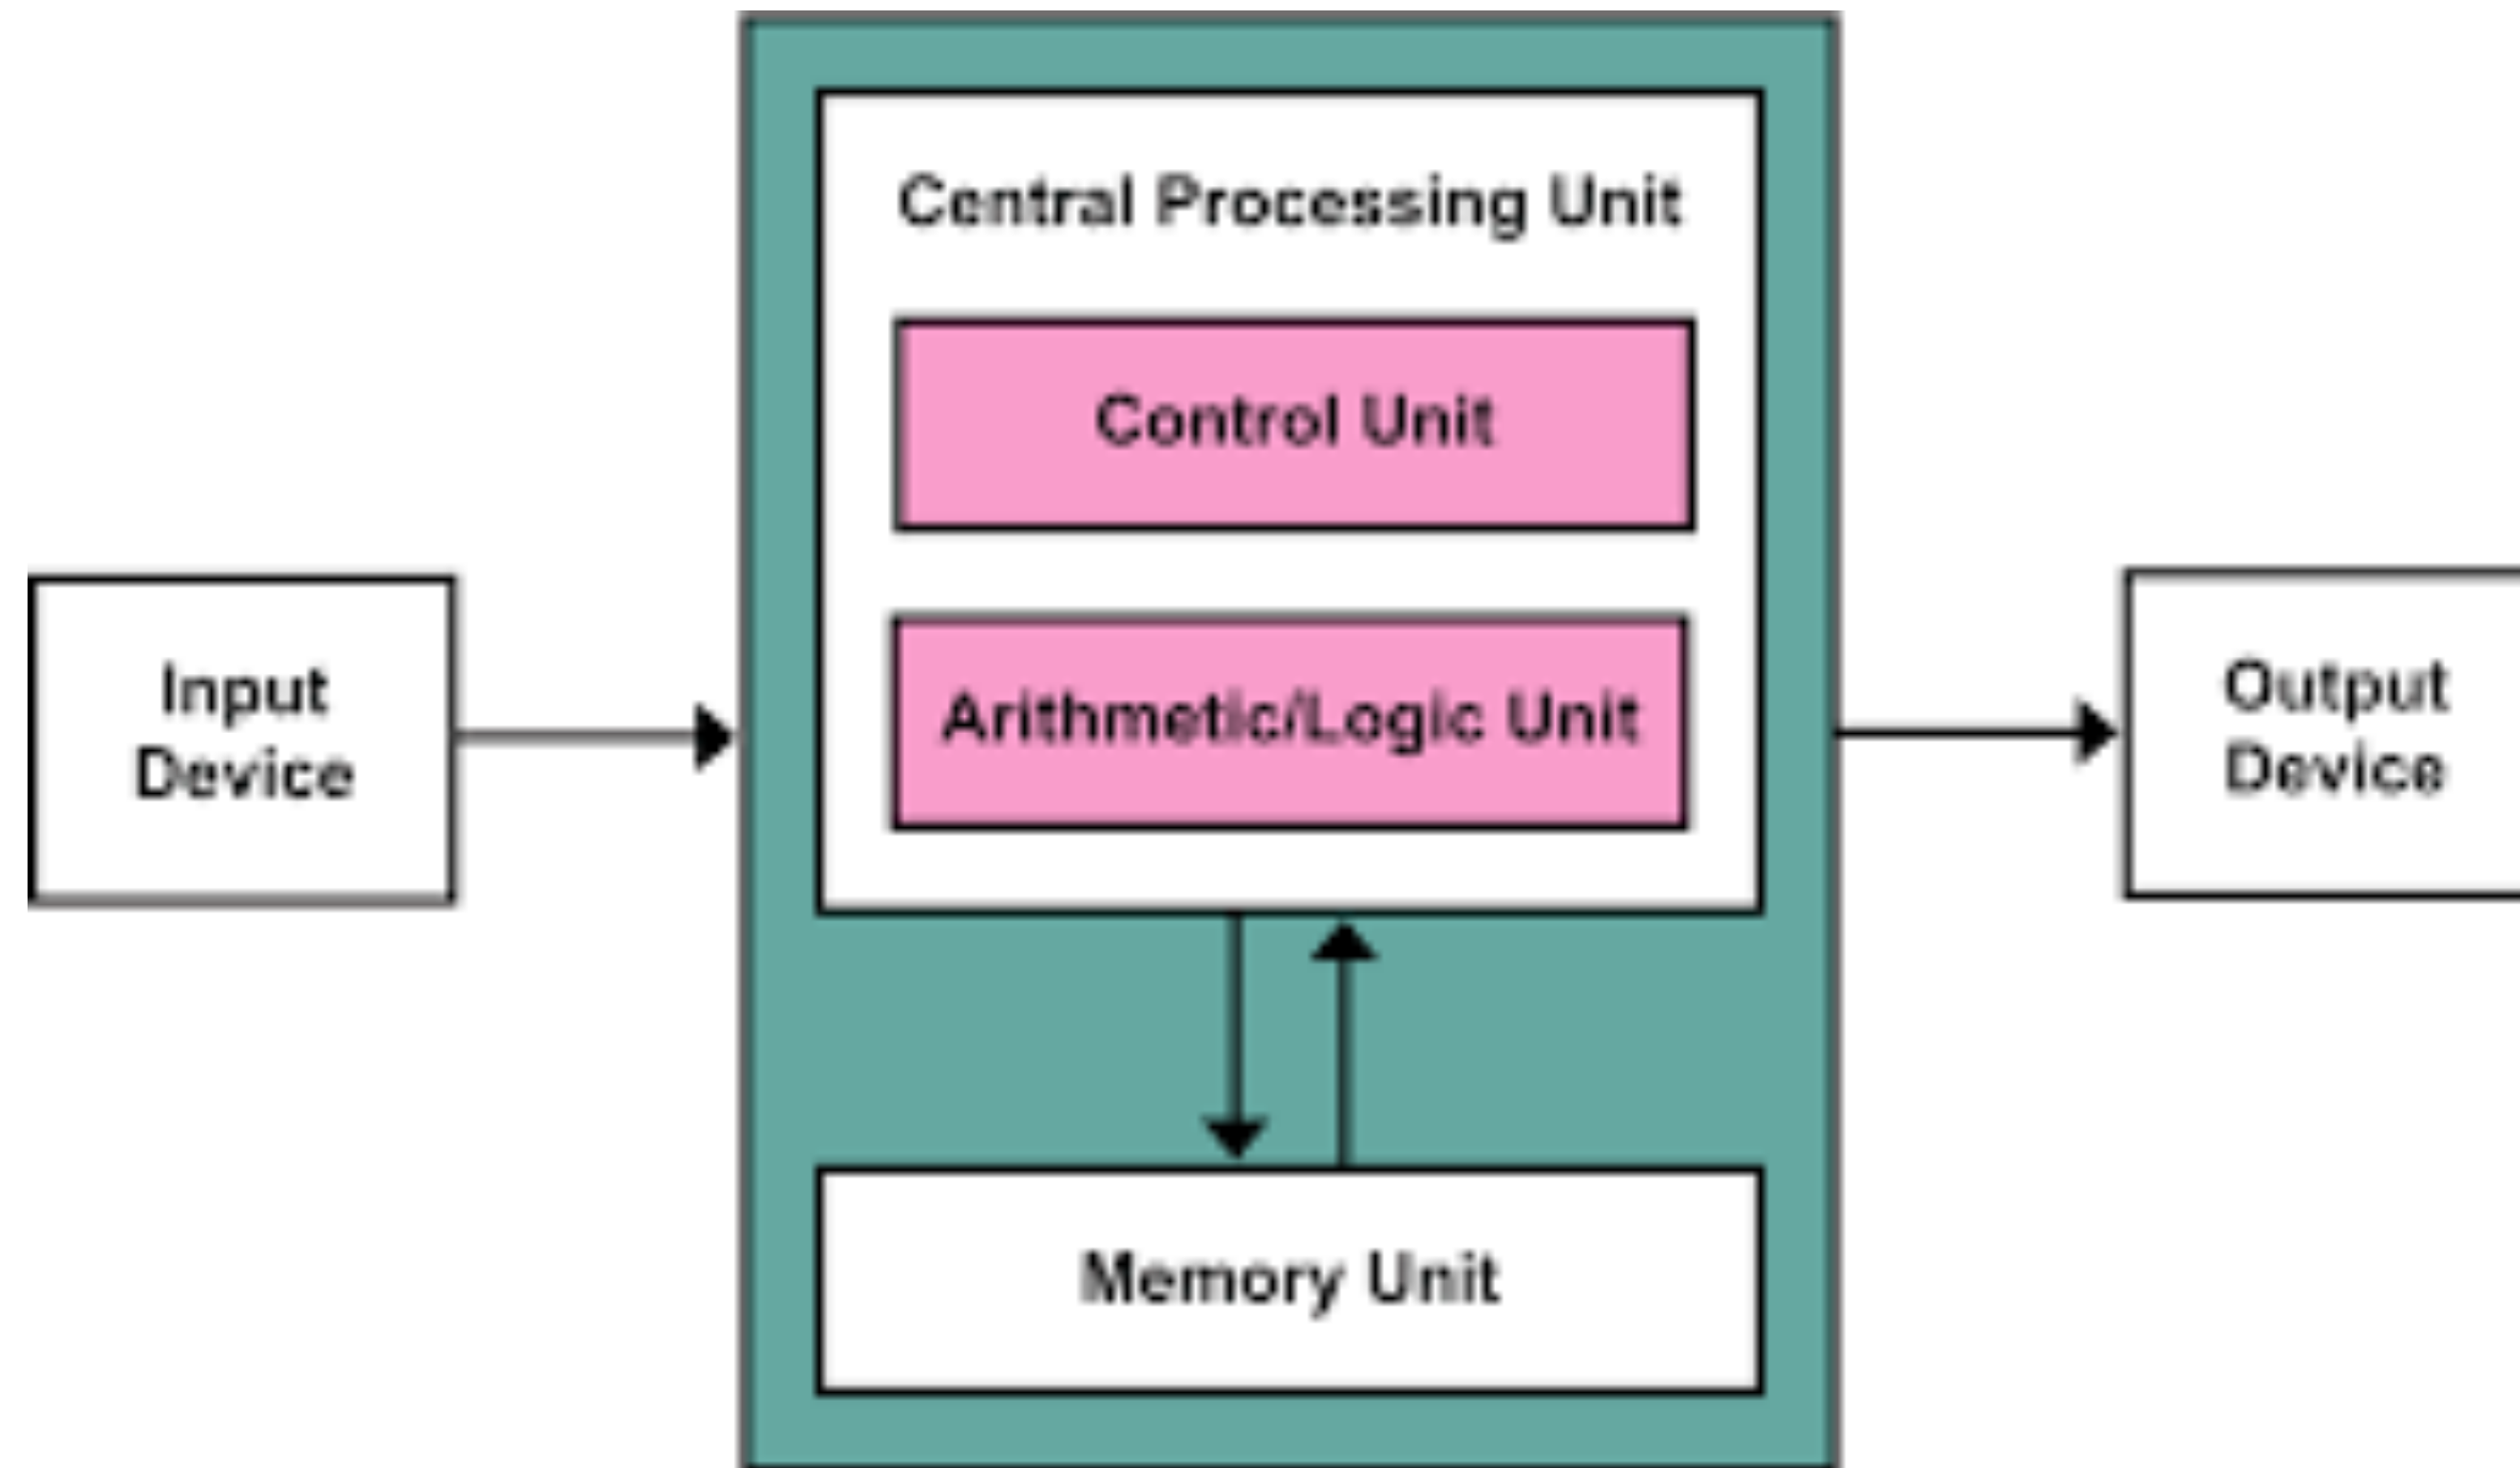 Central Processing Unit
Control Unit
Arithmetic/Logic Unit
Input
Device
Output
Device
Memory Unit